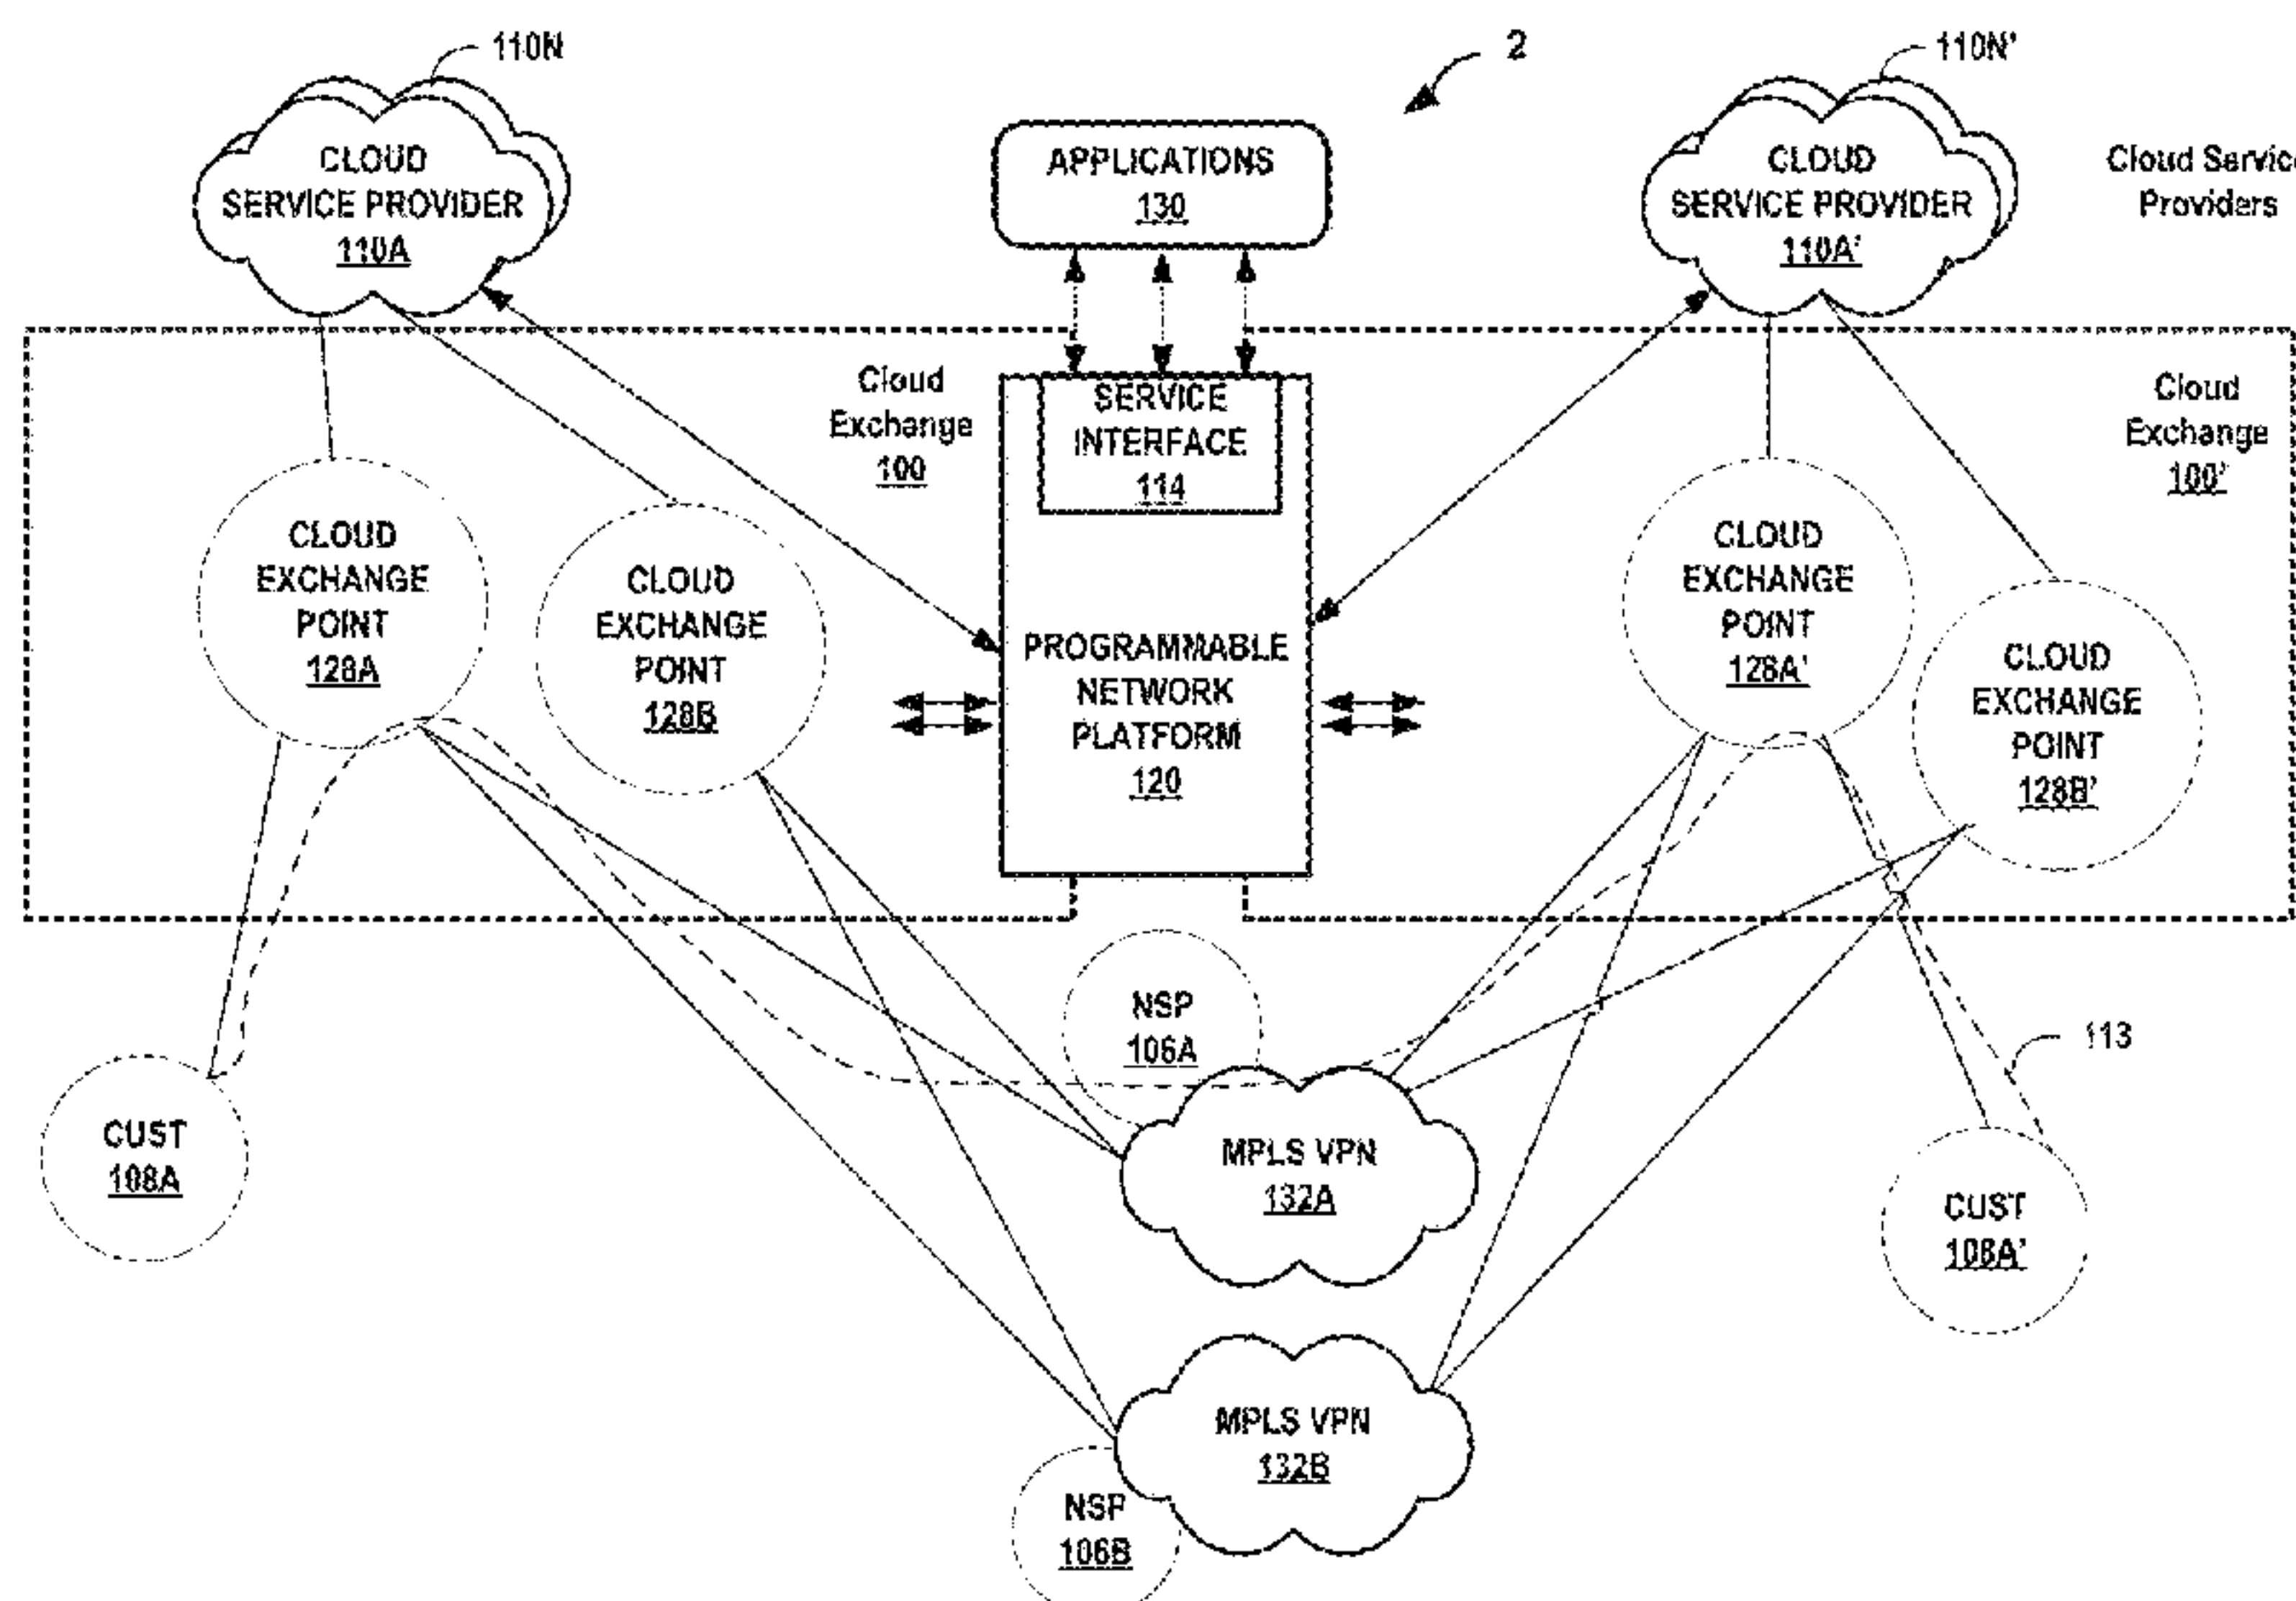 110N
2
110N'
CLOUD
SERVICE PROVIDER
110A
APPLICATIONS
130
CLOUD
SERVICE PROVIDER
110A'
Cloud Servic
Providers
Cloud
Exchange
100
SERVICE
INTERFACE
114
Cloud
Exchange
100'
CLOUD
EXCHANGE
POINT
128A
CLOUD
EXCHANGE
POINT
128B
PROGRAMMABLE
NETWORK
PLATFORM
120
CLOUD
EXCHANGE
POINT
128A'
CLOUD
EXCHANGE
POINT
128B'
NSP
106A
113
CUST
108A
MPLS VPN
132A
CUST
108A'
MPLS VPN
132B
NSP
106B